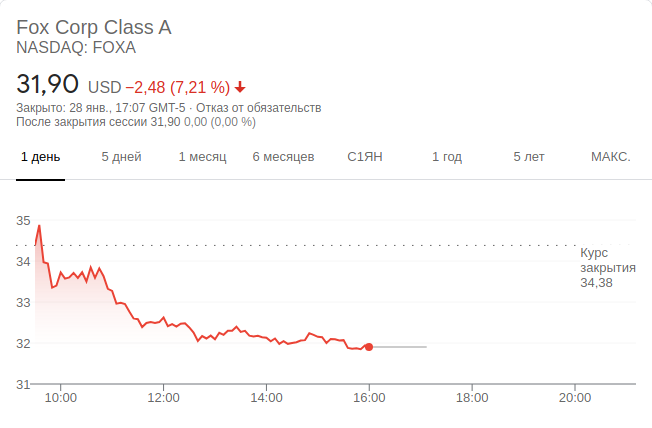 Fox Corp Class A
NASDAQ: FOXA
31,90 USD −2,48 (7,21 %)
Закрыто: 28 янв., 17:07 GMT-5 · Отказ от обязательств
После закрытия сессии 31,90 0,00 (0,00 %)
1 день 5 дней 1 месяц 6 месяцев С1ЯН 1 год 5 лет МАКС.
35
34
33
32
31
Курс
закрытия
34,38
10:00 12:00 14:00 16:00 18:00 20:00